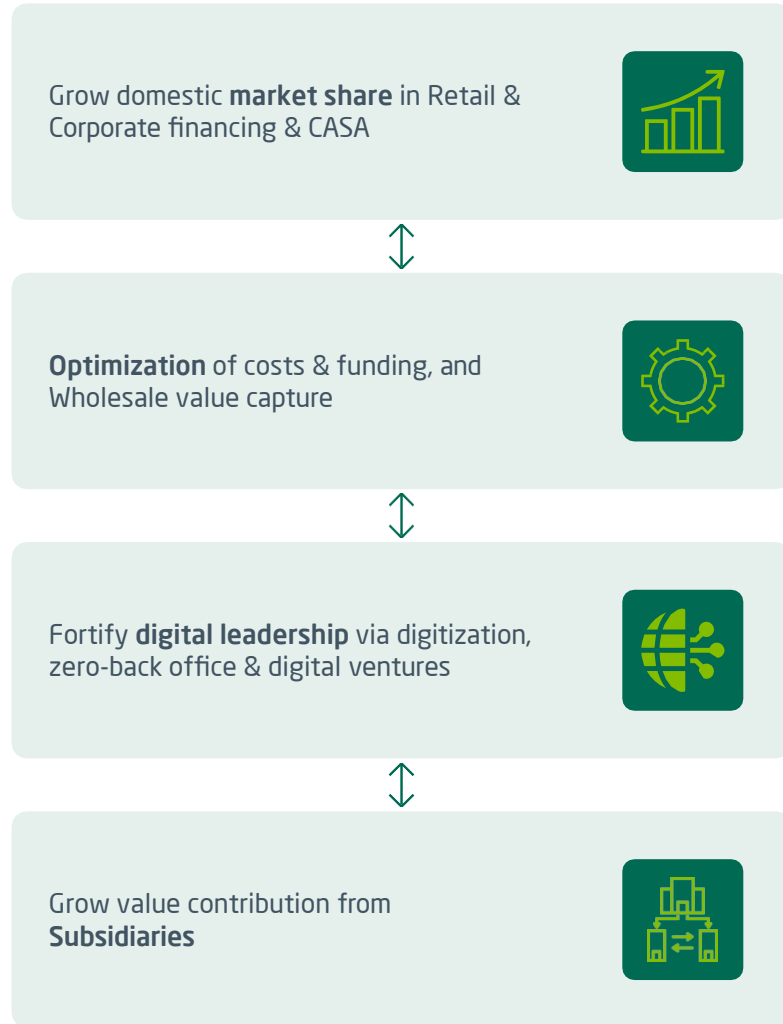 Grow domestic market share in Retail &
Corporate financing & CASA
Optimization of costs & funding, and
Wholesale value capture
Fortify digital leadership via digitization,
zero-back office & digital ventures
Grow value contribution from
Subsidiaries